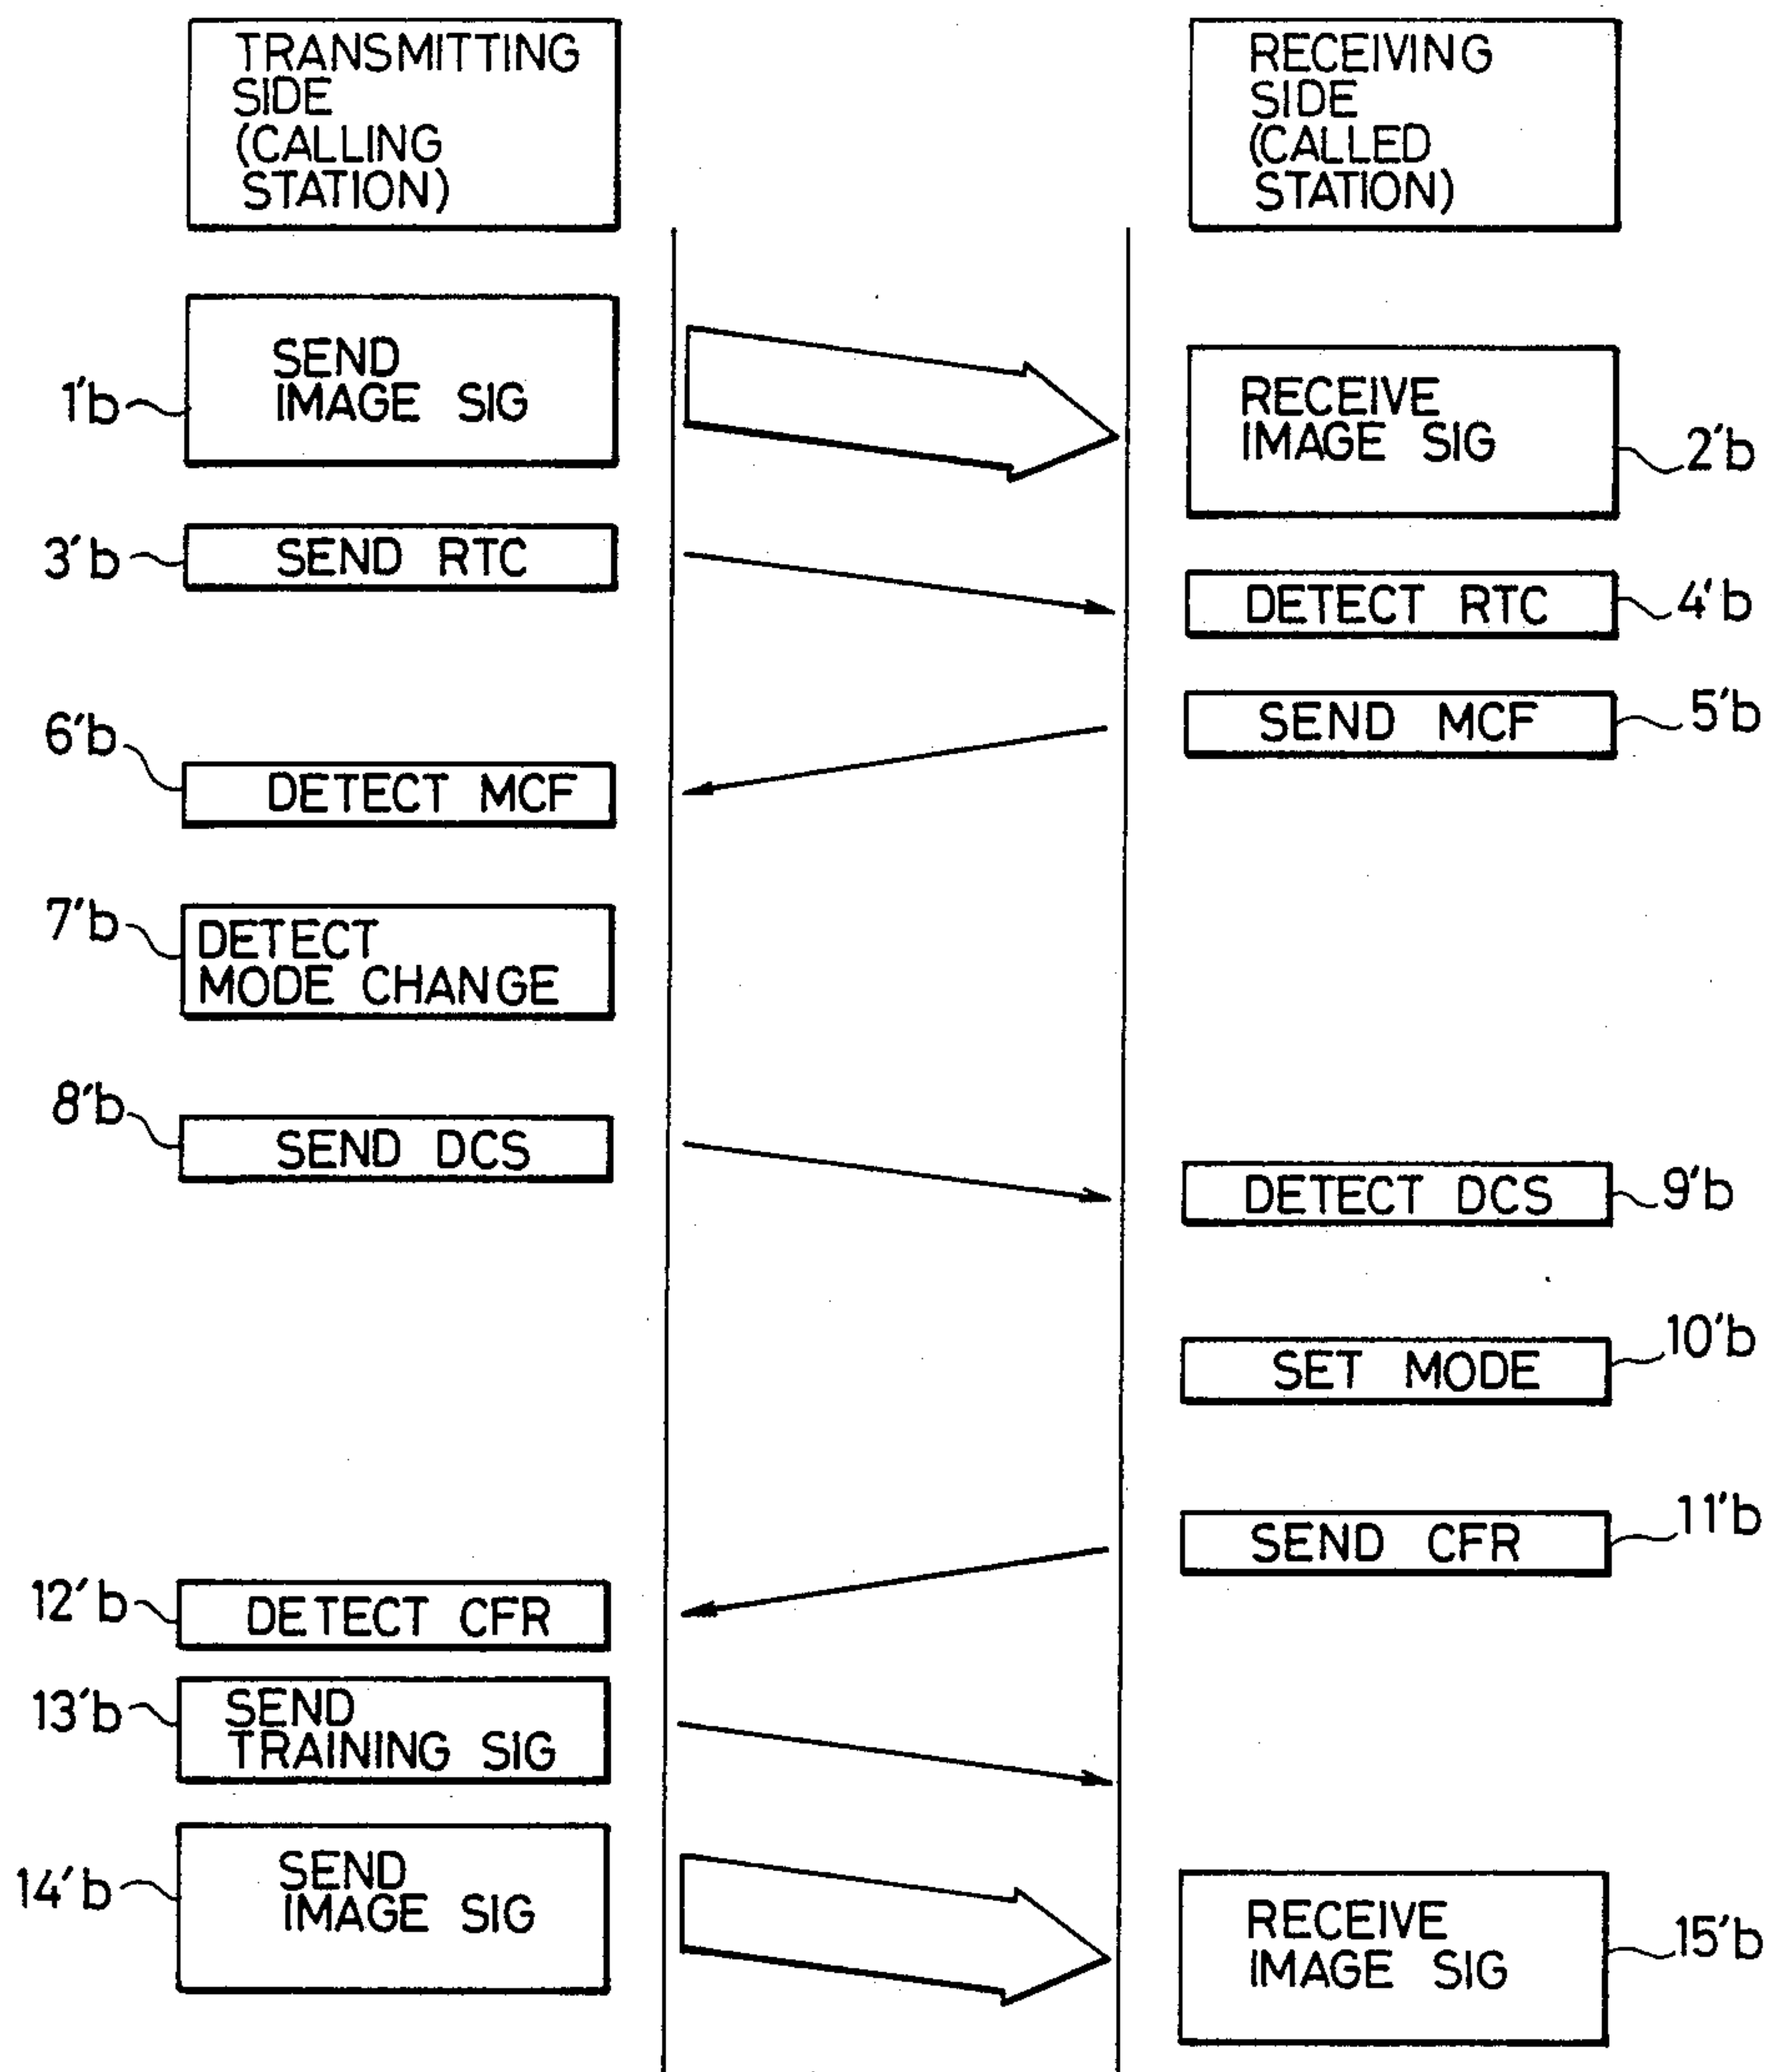 TRANSMITTING
SIDE
(CALLING
STATION)
RECEIVING
SIDE
(CALLED
STATION)
1'b
SEND
IMAGE SIG
RECEIVE
IMAGE SIG
2'b
3'b
SEND RTC
DETECT RTC
4'b
SEND MCF
5'b
6'b
DETECT MCF
7'b
DETECT
MODE CHANGE
8'b
SEND DCS
DETECT DCS
9'b
SET MODE
10'b
SEND CFR
11'b
12'b
DETECT CFR
13'b
SEND
TRAINING SIG
14'b
SEND
IMAGE SIG
RECEIVE
IMAGE SIG
15'b